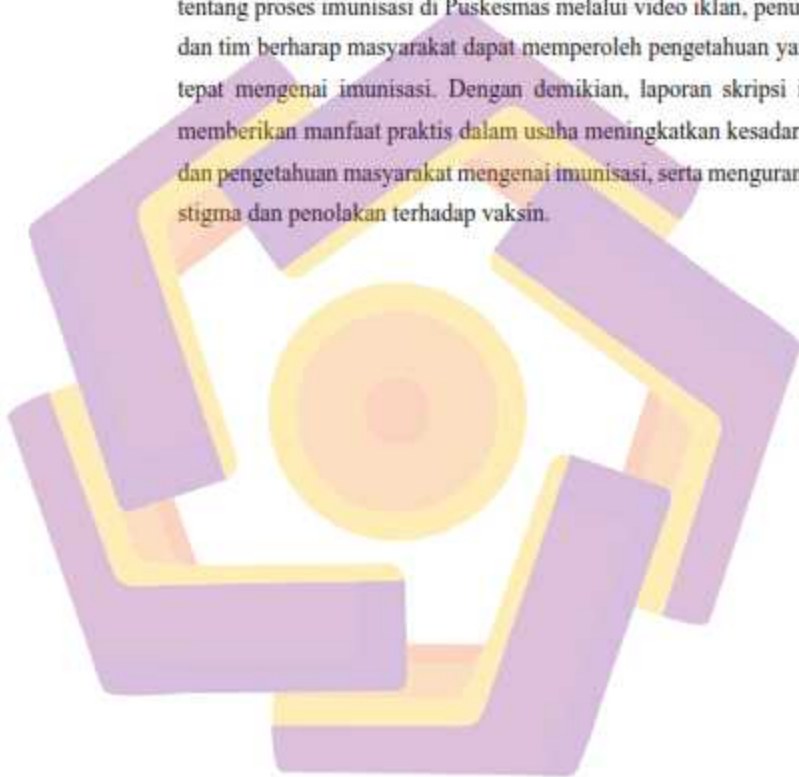 tentang proses imunisasi di Puskesmas melalui video iklan, penu
dan tim berharap masyarakat dapat memperoleh pengetahuan ya
tepat mengenai imunisasi. Dengan demikian, laporan skripsi i
memberikan manfaat praktis dalam usaha meningkatkan kesadar
dan pengetahuan masyarakat mengenai imunisasi, serta menguran
stigma dan penolakan terhadap vaksin.